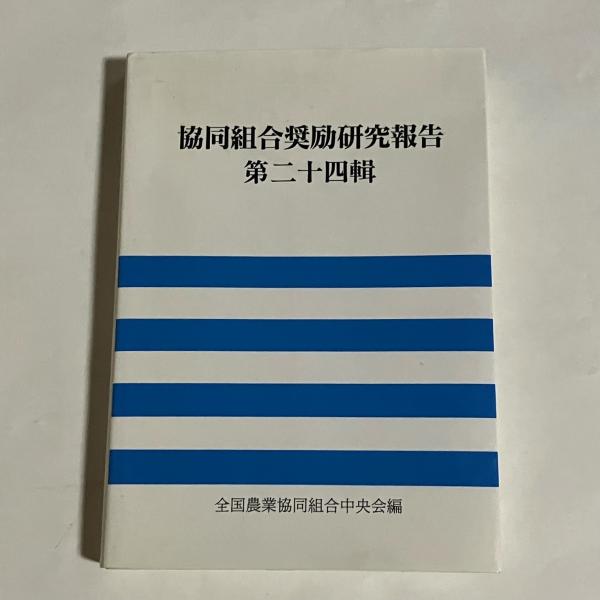 協同組合奨励研究報告
第二十四輯
全国農業協同組合中央会編